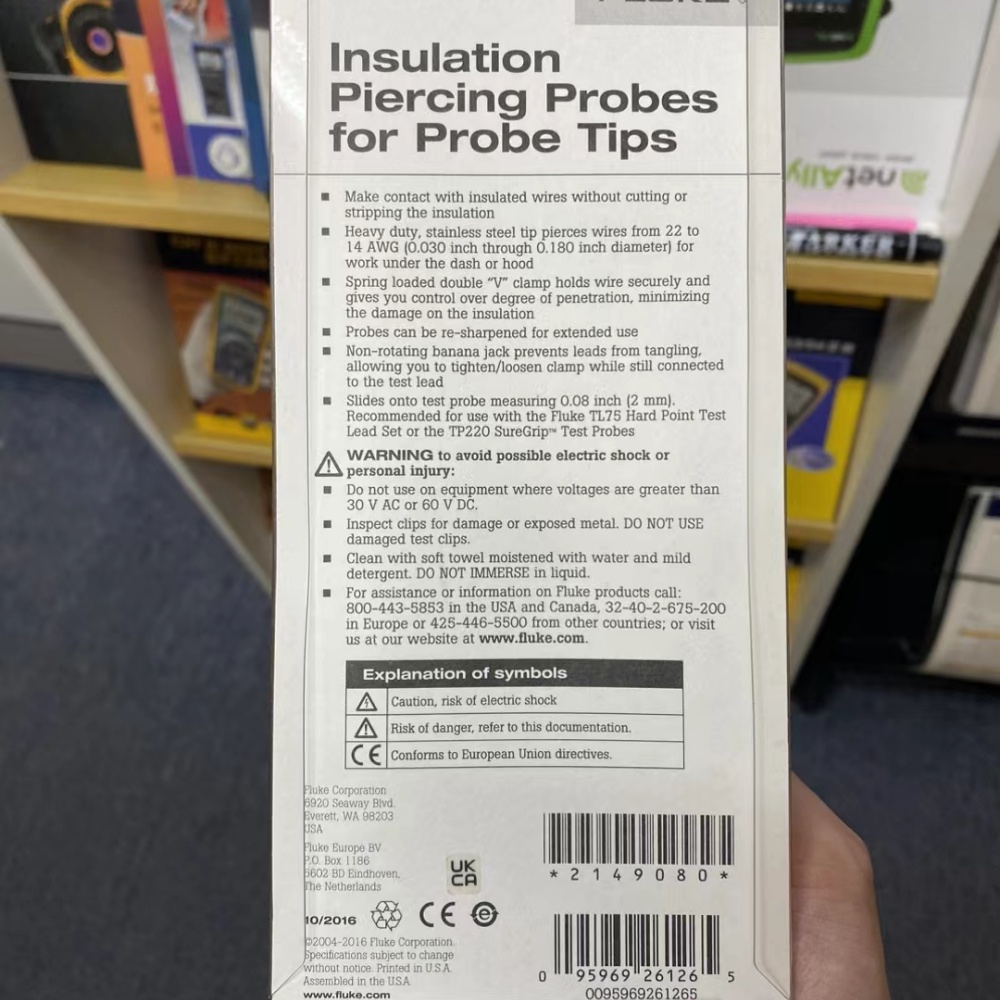 FLUKE
Insulation
Piercing Probes
for Probe Tips
■ Make contact with insulated wires without cutting or
stripping the insulation
■ Heavy duty, stainless steel tip pierces wires from 22 to
14 AWG (0.030 inch through 0.180 inch diameter) for
work under the dash or hood
■ Spring loaded double “V” clamp holds wire securely and
gives you control over degree of penetration, minimizing
the damage on the insulation
■ Probes can be re-sharpened for extended use
■ Non-rotating banana jack prevents leads from tangling,
allowing you to tighten/loosen clamp while still connected
to the test lead
■ Slides onto test probe measuring 0.08 inch (2 mm).
Recommended for use with the Fluke TL75 Hard Point Test
Lead Set or the TP220 SureGrip™ Test Probes
WARNING to avoid possible electric shock or
personal injury:
■ Do not use on equipment where voltages are greater than
30 V AC or 60 V DC.
■ Inspect clips for damage or exposed metal. DO NOT USE
damaged test clips.
■ Clean with soft towel moistened with water and mild
detergent. DO NOT IMMERSE in liquid.
■ For assistance or information on Fluke products call:
800-443-5853 in the USA and Canada, 32-40-2-675-200
in Europe or 425-446-5500 from other countries; or visit
us at our website at www.fluke.com.
Explanation of symbols
Caution, risk of electric shock
Risk of danger, refer to this documentation.
CE Conforms to European Union directives.
Fluke Corporation
6920 Seaway Blvd.
Everett, WA 98203
USA
Fluke Europe BV
P.O. Box 1186
5602 BD Eindhoven,
The Netherlands
UK
CA
*2149080*
10/2016 CE e
©2004-2016 Fluke Corporation.
Specifications subject to change
without notice. Printed in U.S.A.
Assembled in the USA
www.fluke.com
0 95969 26126 5
0095969261265
netAlly
PARKER